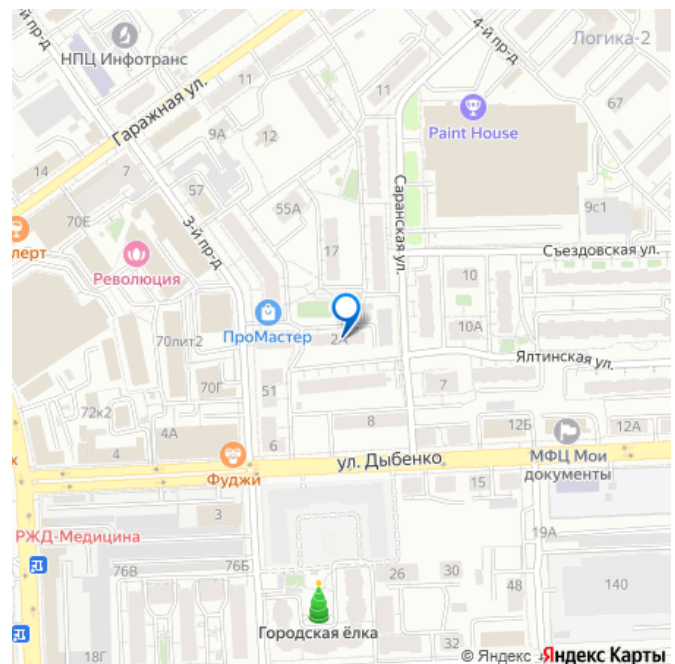 3-й пр-д
4-й пр-д
НПЦ Инфотранс
Логика-2
Гаражная ул.
11
11
67
9А
12
Paint House
14
7
57
Саранская ул.
9с1
55А
70Е
17
3-й пр-д
лёрт
Революция
Съездовская ул.
10
ПроМастер
2А
10А
70лит2
Ялтинская ул.
70Г
51
7
72к2
8
4А
12Б
12А
4
6
ул. Дыбенко
МФЦ Мои
документы
к
Фуджи
15
3
РЖД-Медицина
19А
76В
76Б
26
30
48
140
Городская ёлка
32
18Г
© Яндекс
Яндекс Карты